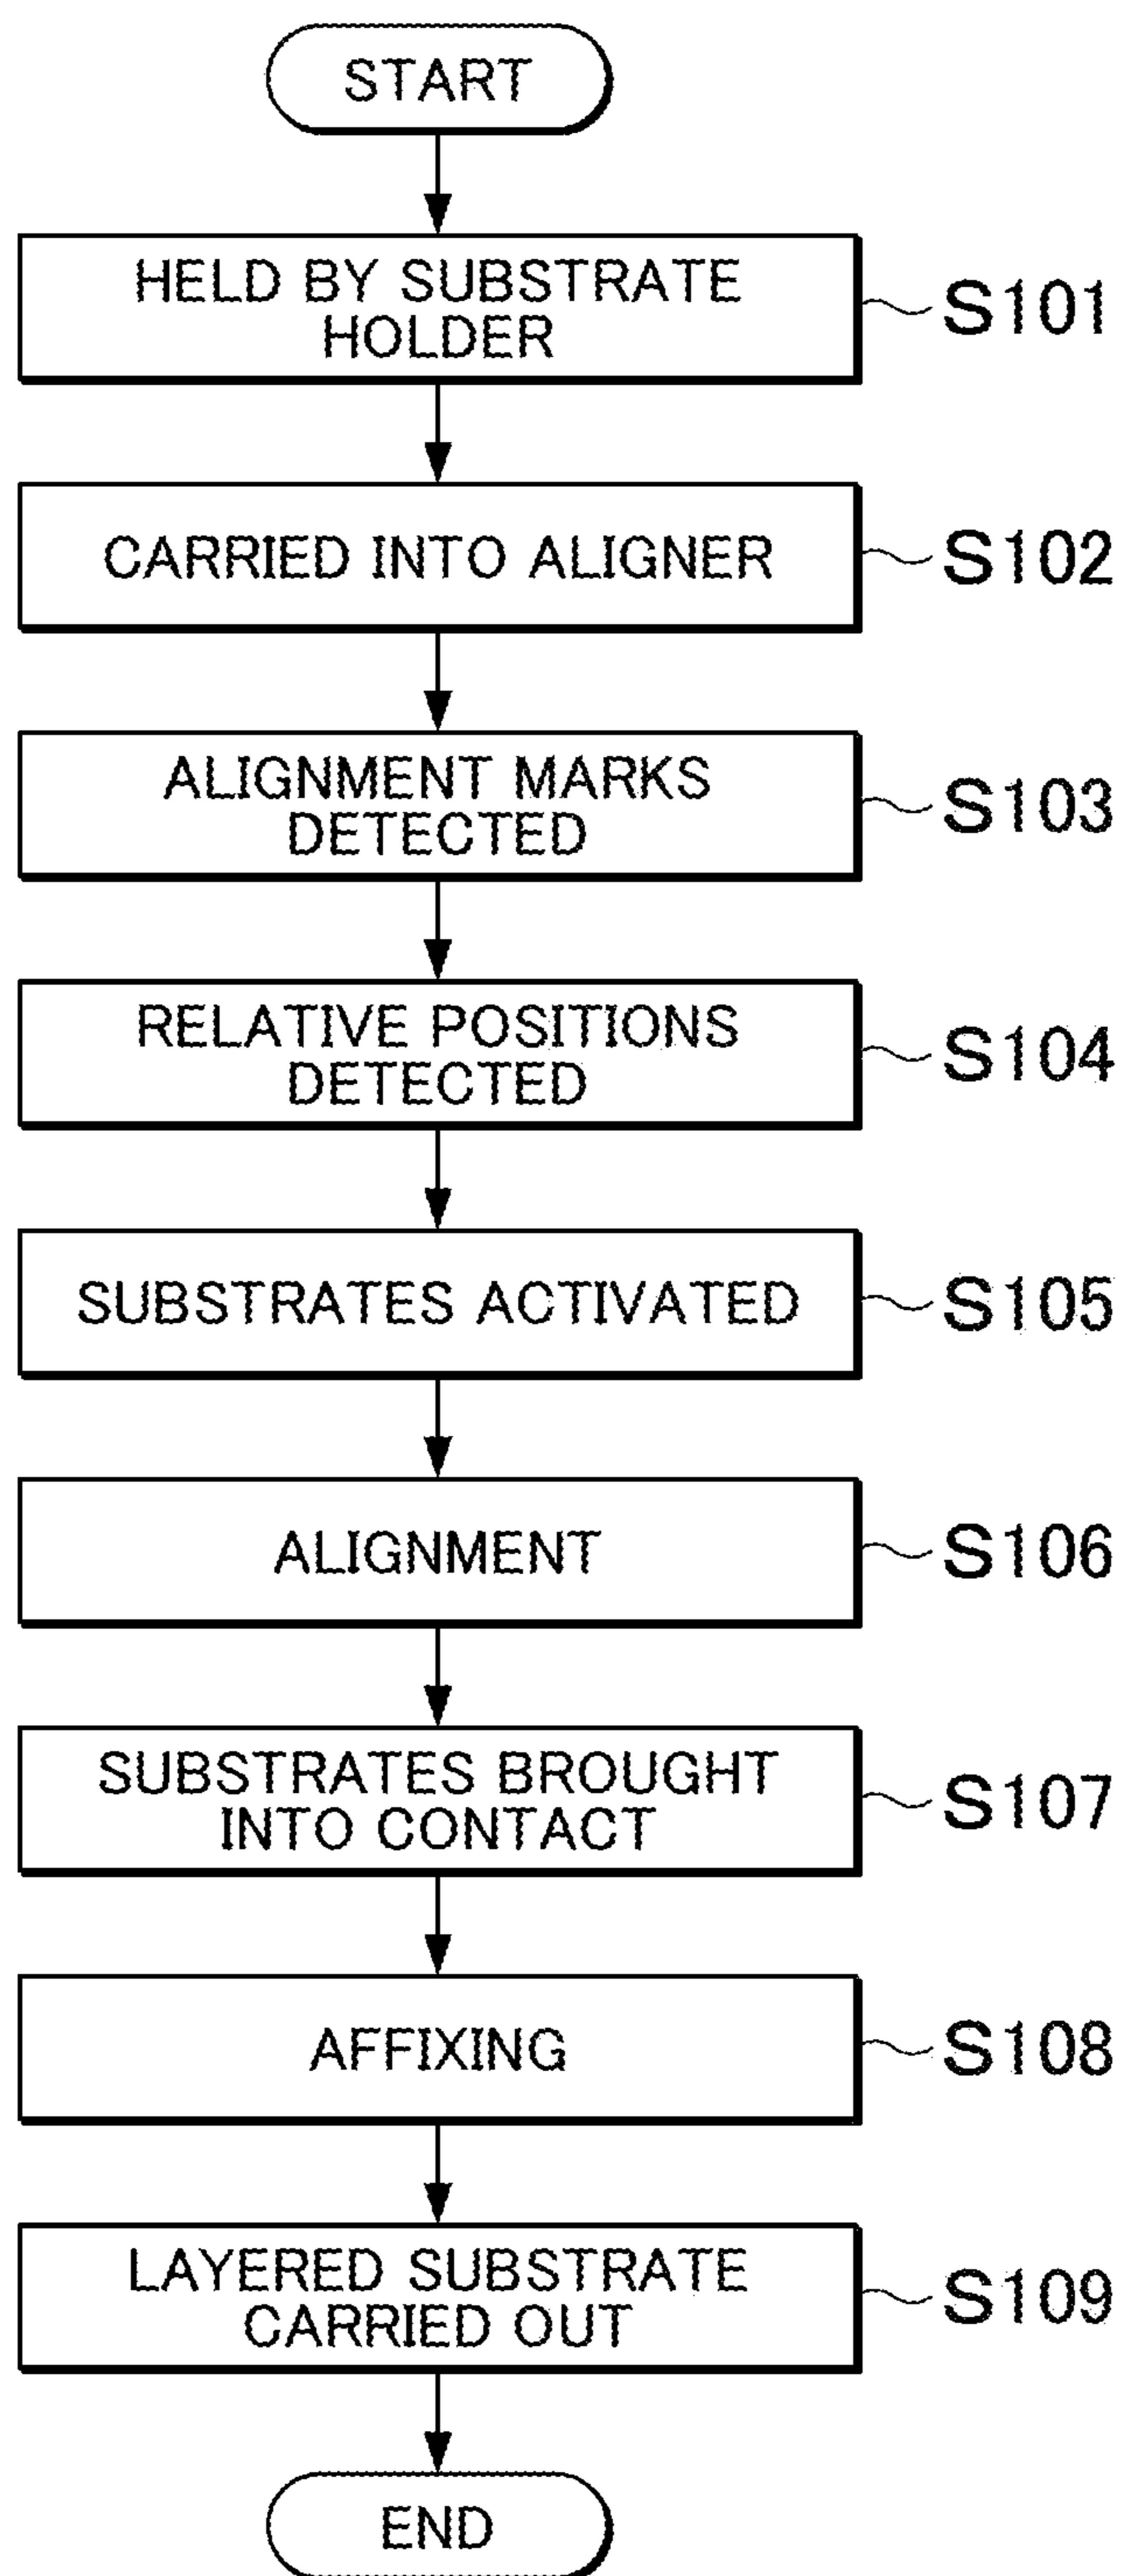 START
HELD BY SUBSTRATE
HOLDER
S101
CARRIED INTO ALIGNER
S102
ALIGNMENT MARKS
DETECTED
S103
RELATIVE POSITIONS
DETECTED
S104
SUBSTRATES ACTIVATED
S105
ALIGNMENT
S106
SUBSTRATES BROUGHT
INTO CONTACT
S107
AFFIXING
S108
LAYERED SUBSTRATE
CARRIED OUT
S109
END